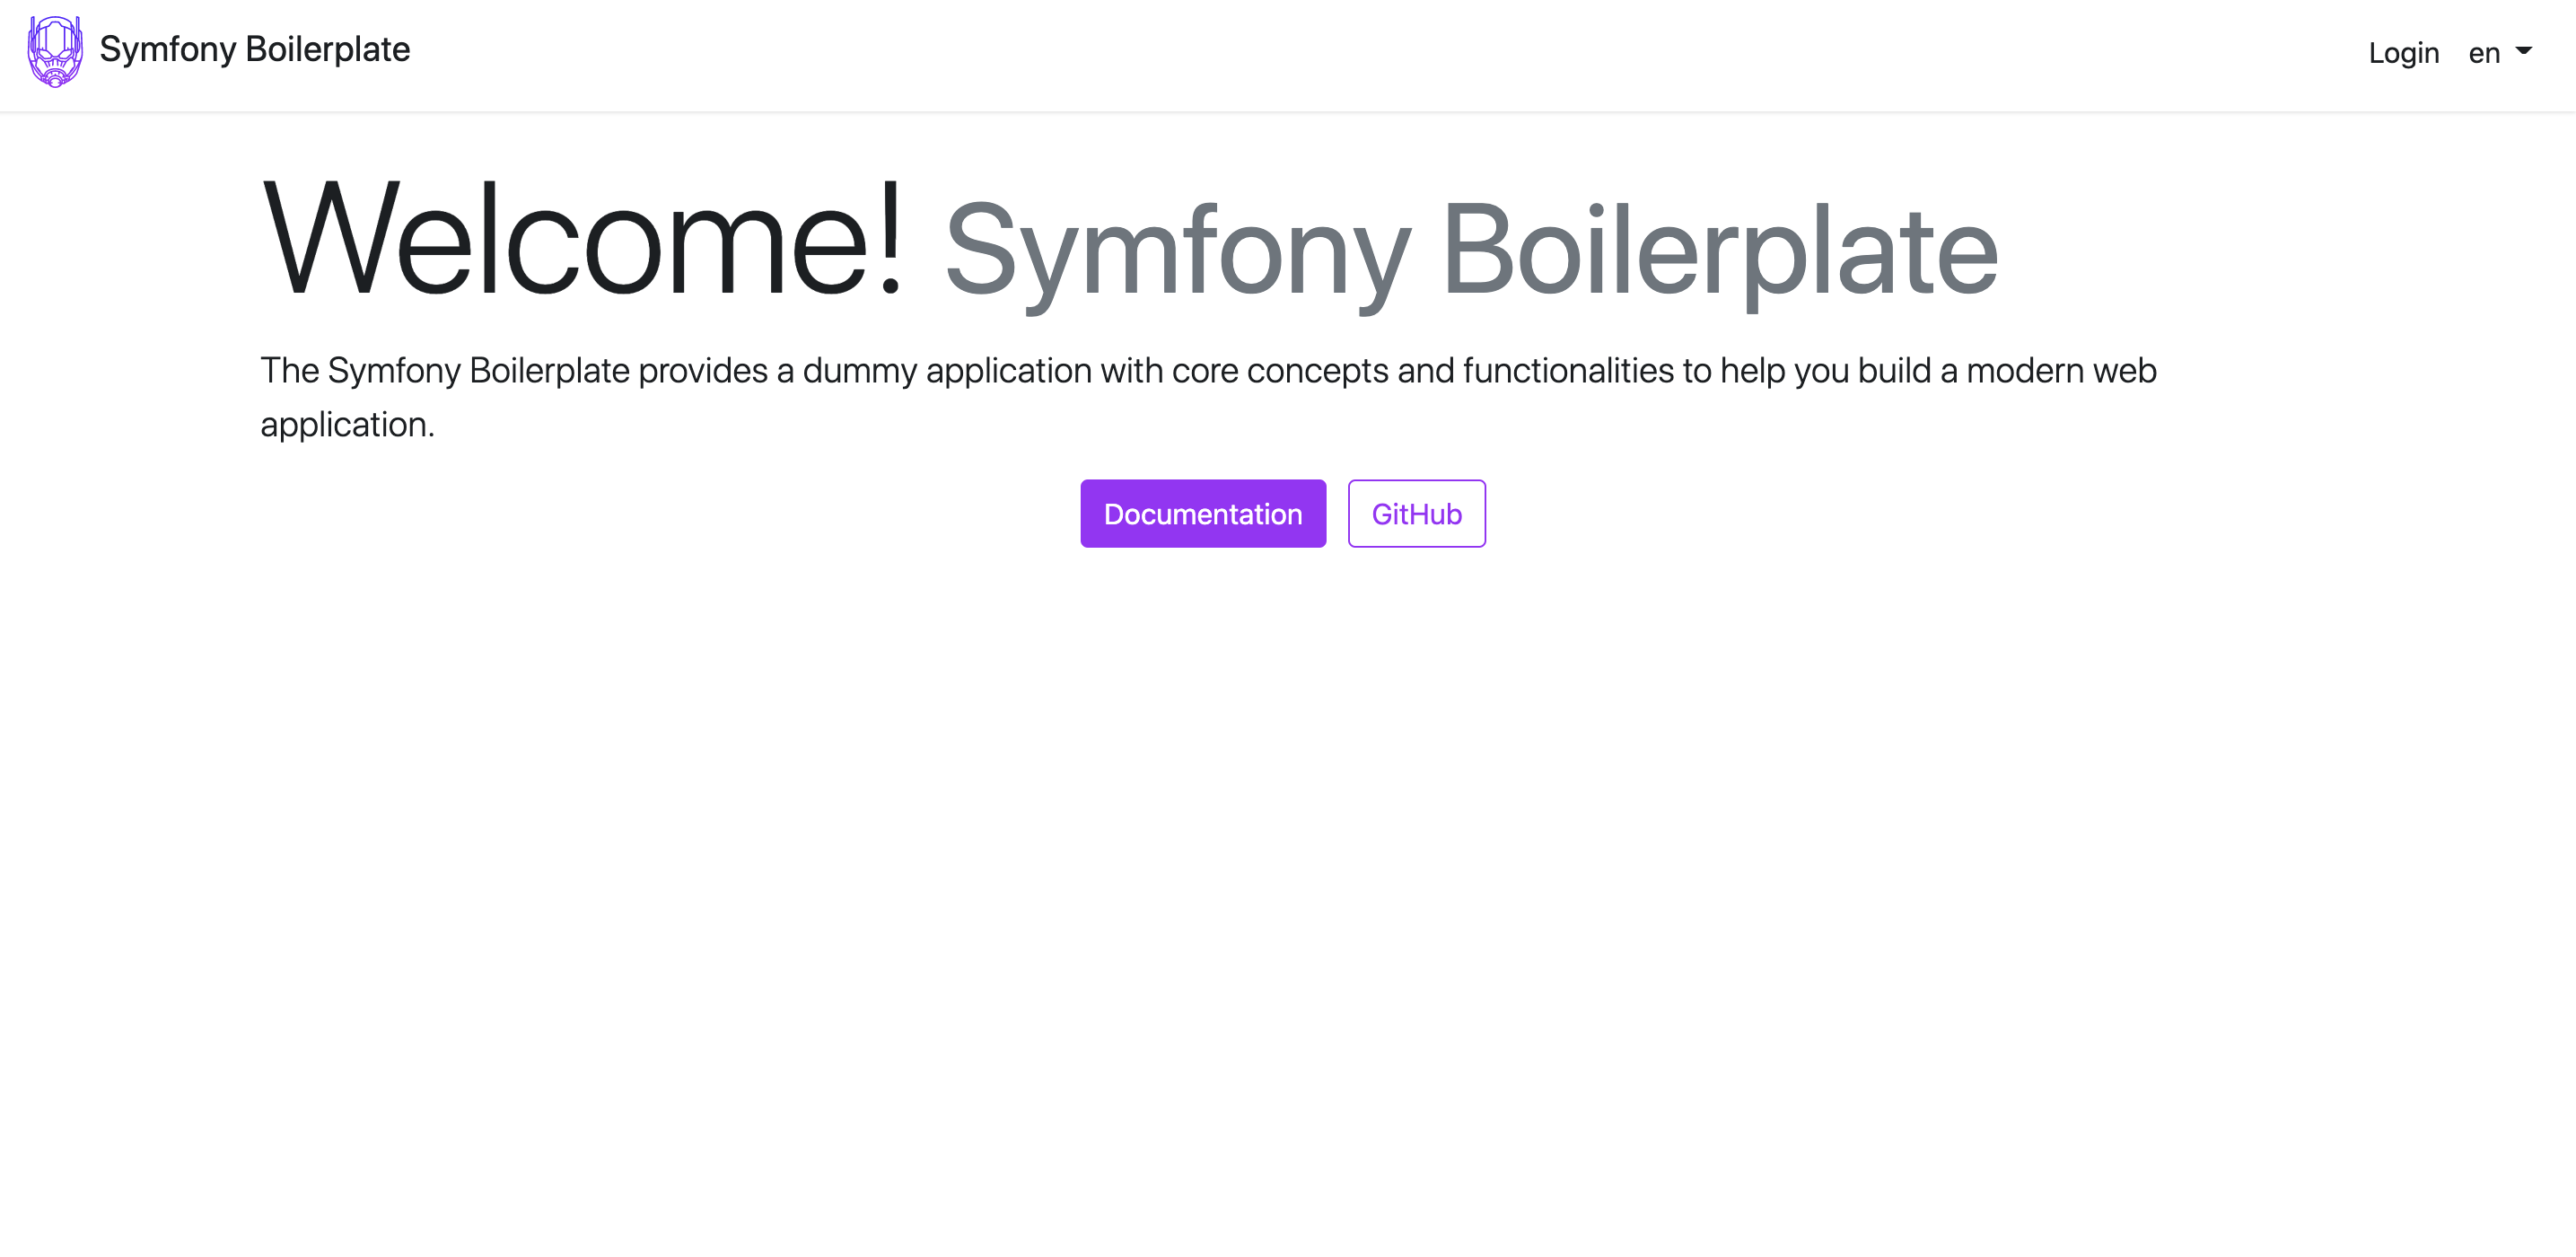 Symfony Boilerplate
Login en
Welcome! Symfony Boilerplate
The Symfony Boilerplate provides a dummy application with core concepts and functionalities to help you build a modern web
application.
Documentation GitHub